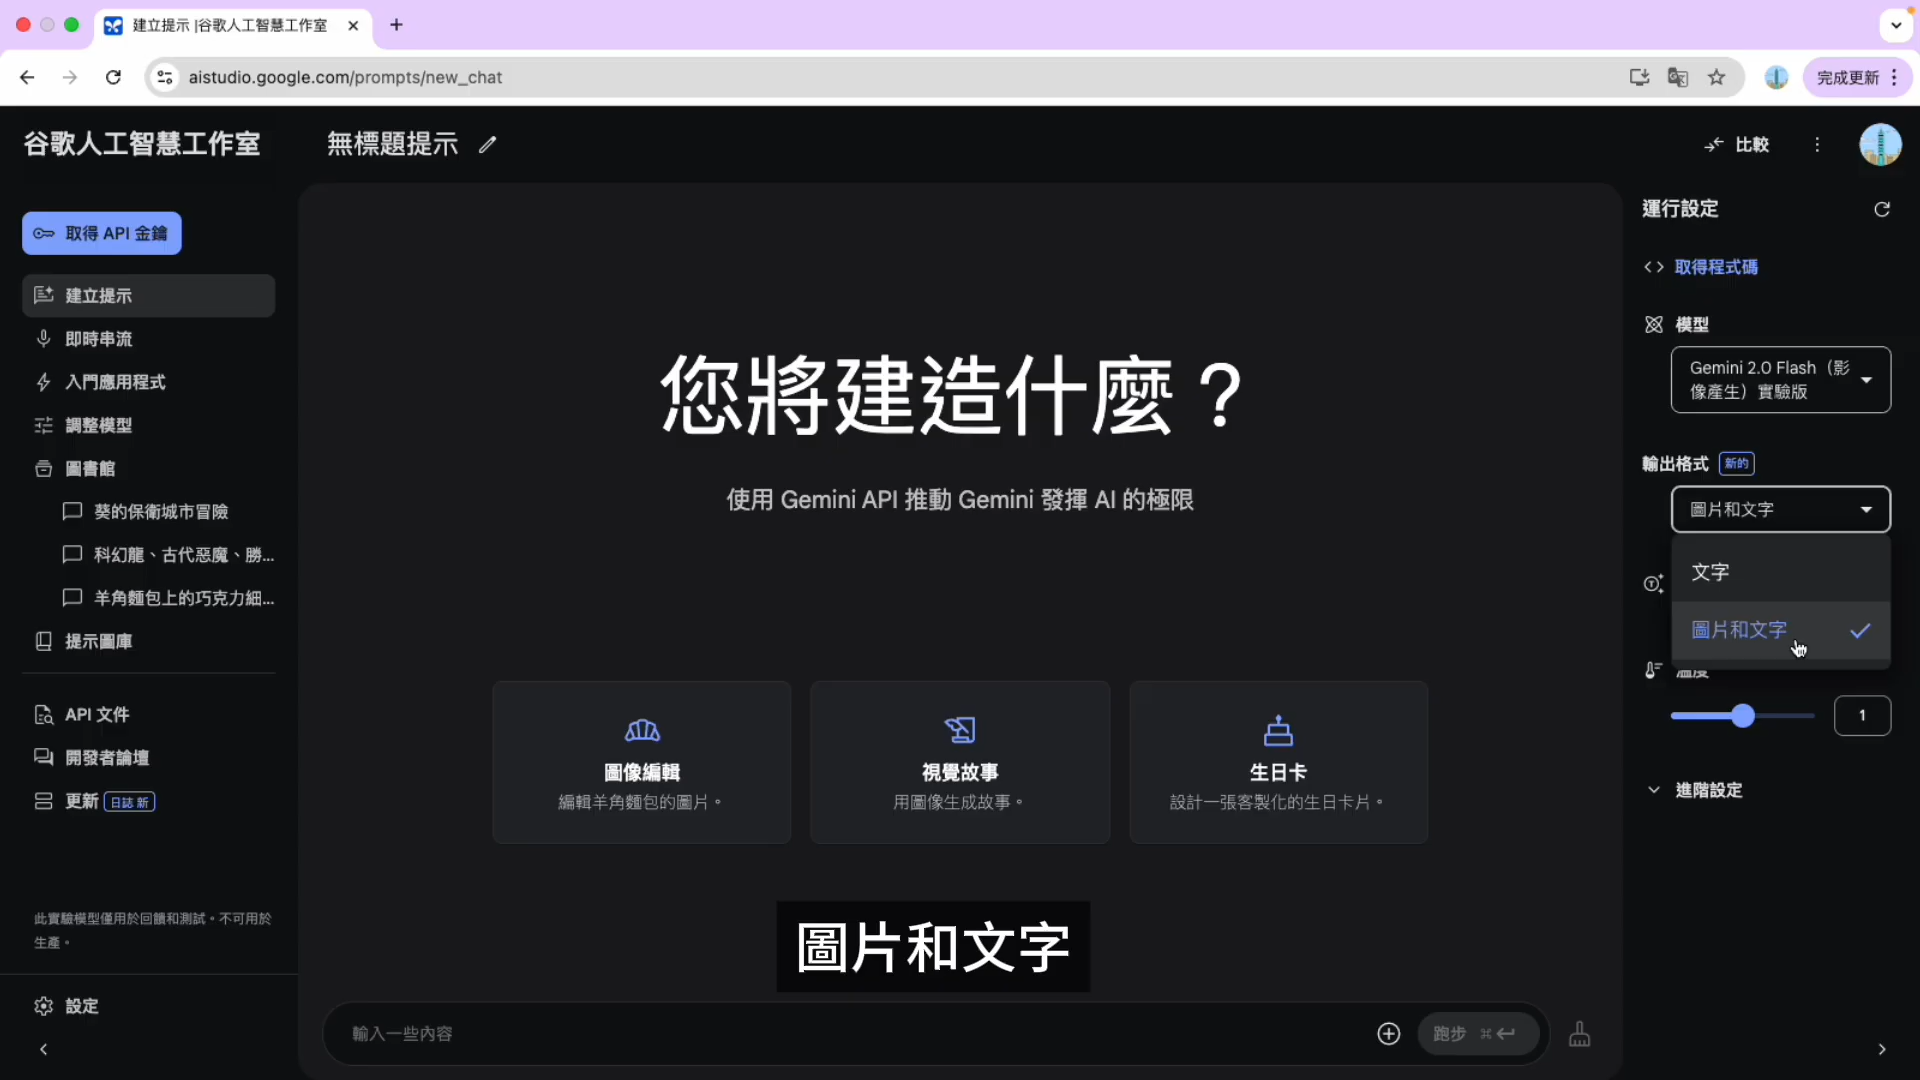 建立提示 |谷歌人工智慧工作室
aistudio.google.com/prompts/new_chat
完成更新
谷歌人工智慧工作室
無標題提示
比較
取得 API 金鑰
建立提示
即時串流
入門應用程式
調整模型
圖書館
葵的保衛城市冒險
科幻龍、古代惡魔、勝...
羊角麵包上的巧克力細...
提示圖庫
API 文件
開發者論壇
更新 日誌 新
此實驗模型僅用於回饋和測試。不可用於
生產。
設定
您將建造什麼？
使用 Gemini API 推動 Gemini 發揮 AI 的極限
圖像編輯
編輯羊角麵包的圖片。
視覺故事
用圖像生成故事。
生日卡
設計一張客製化的生日卡片。
圖片和文字
輸入一些內容
跑步 ⌘↵
運行設定
取得程式碼
模型
Gemini 2.0 Flash（影
像產生）實驗版
輸出格式 新的
圖片和文字
文字
圖片和文字
溫度
1
進階設定